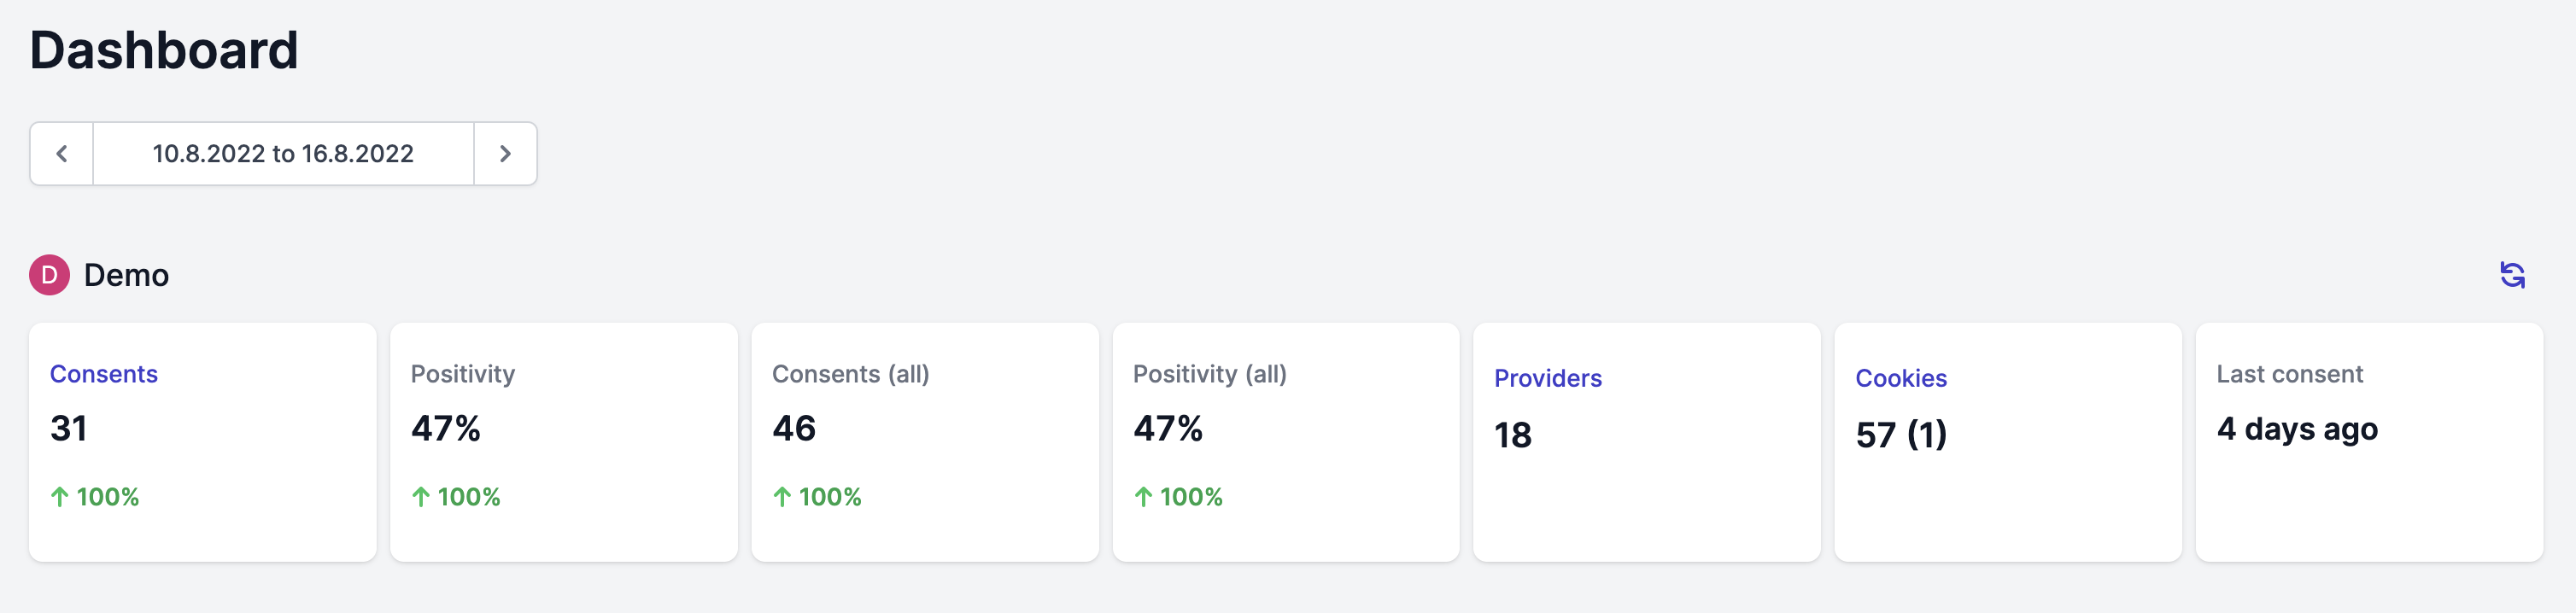 Dashboard
10.8.2022 to 16.8.2022
D Demo
Consents
31
100%
Positivity
47%
100%
Consents (all)
46
100%
Positivity (all)
47%
100%
Providers
18
Cookies
57 (1)
Last consent
4 days ago